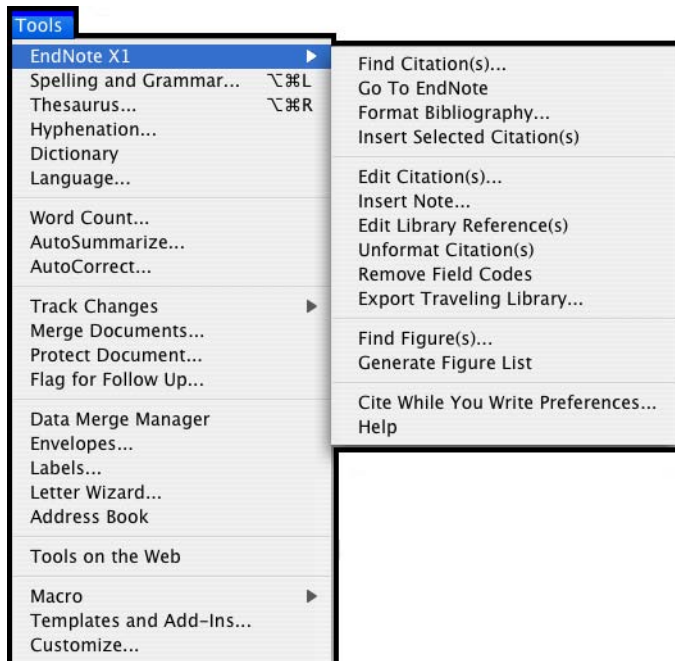 Tools
EndNote X1
Spelling and Grammar... ⌥⌘L
Thesaurus... ⌥⌘R
Hyphenation...
Dictionary
Language...
Word Count...
AutoSummarize...
AutoCorrect...
Track Changes
Merge Documents...
Protect Document...
Flag for Follow Up...
Data Merge Manager
Envelopes...
Labels...
Letter Wizard...
Address Book
Tools on the Web
Macro
Templates and Add-Ins...
Customize...
Find Citation(s)...
Go To EndNote
Format Bibliography...
Insert Selected Citation(s)
Edit Citation(s)...
Insert Note...
Edit Library Reference(s)
Unformat Citation(s)
Remove Field Codes
Export Traveling Library...
Find Figure(s)...
Generate Figure List
Cite While You Write Preferences...
Help